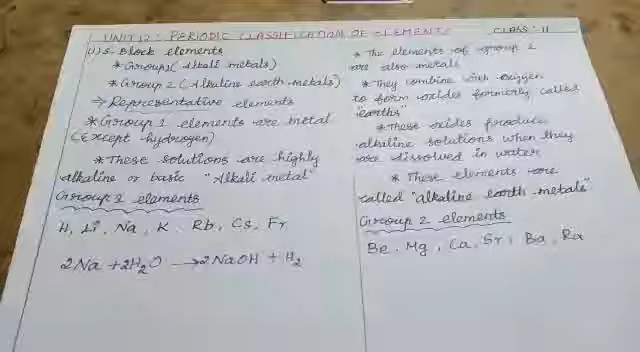 UNIT 12 : PERIODIC CLASSIFICATION OF ELEMENTS
CLASS : 11
(1) S- Block elements
* Group 1 ( Alkali metals)
* Group 2 ( Alkaline earth metals)
⇒ Representative elements
* Group 1 elements are metal
(Except hydrogen)
* These solutions are highly
alkaline or basic "Alkali metal"
Group 1 elements
H, Li, Na, K, Rb, Cs, Fr
2Na + 2H₂O → 2NaOH + H₂
* The elements of group 2
are also metals
* They combine with oxygen
to form oxides formerly called
"earths"
* These oxides produce
alkaline solutions when they
are dissolved in water
* These elements are
called "alkaline earth metals"
Group 2 elements
Be, Mg, Ca, Sr, Ba, Ra